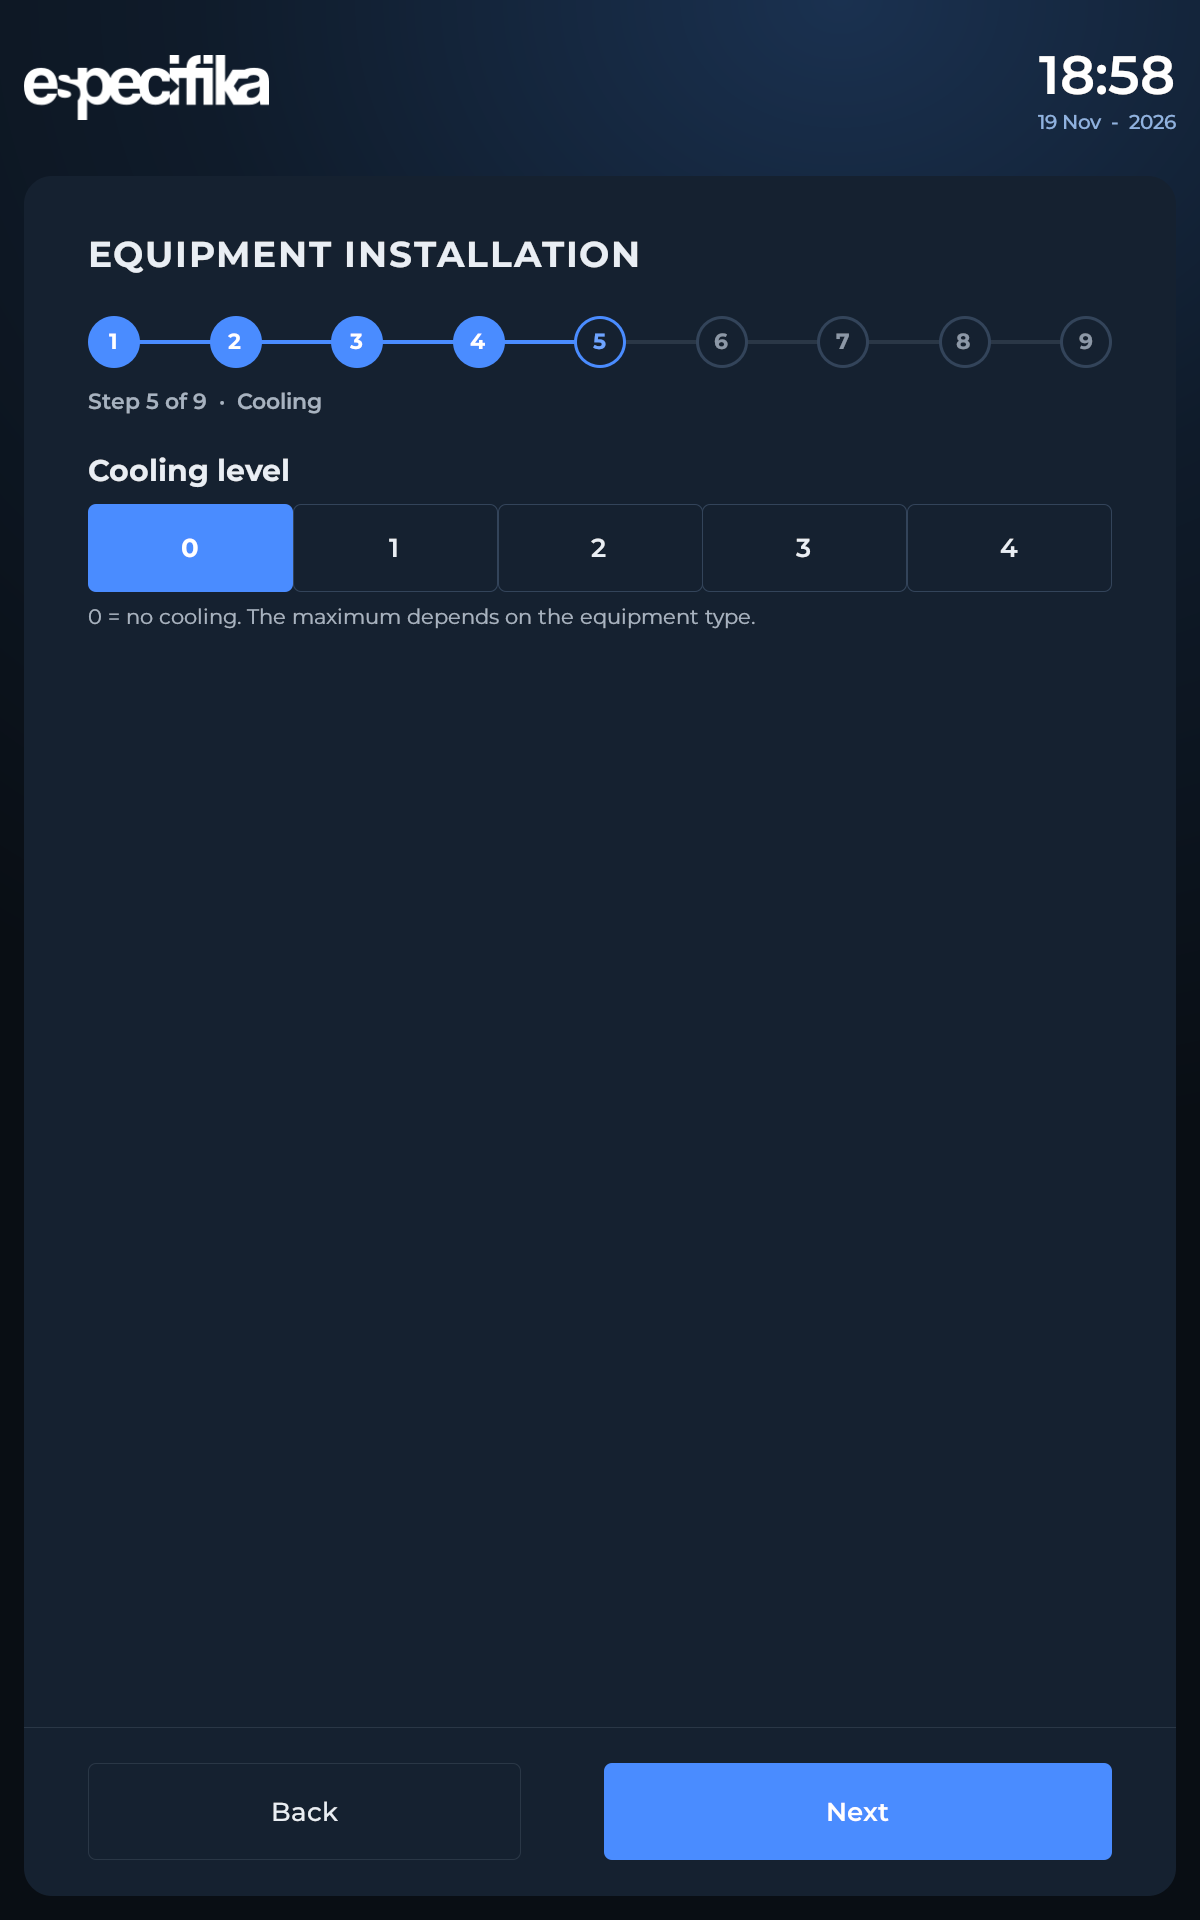 especifika
18:58
19 Nov - 2026
EQUIPMENT INSTALLATION
1 2 3 4 5 6 7 8 9
Step 5 of 9 · Cooling
Cooling level
0 1 2 3 4
0 = no cooling. The maximum depends on the equipment type.
Back Next